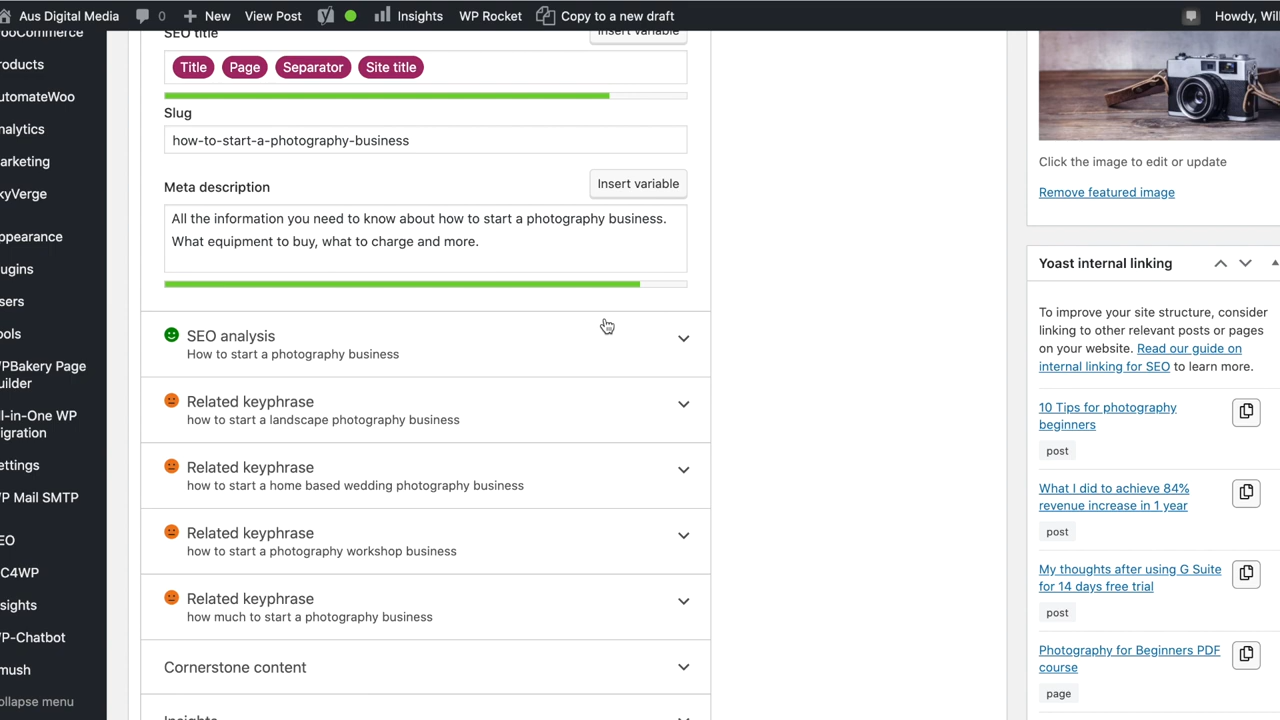 Aus Digital Media 0 New View Post Insights WP Rocket Copy to a new draft Howdy, Wil
ooCommerce
roducts
utomateWoo
nalytics
arketing
kyVerge
ppearance
lugins
sers
ools
/PBakery Page
uilder
ll-in-One WP
igration
ettings
/P Mail SMTP
EO
C4WP
sights
/P-Chatbot
mush
ollapse menu
SEO title Insert variable
Title Page Separator Site title
Slug
how-to-start-a-photography-business
Meta description Insert variable
All the information you need to know about how to start a photography business.
What equipment to buy, what to charge and more.
SEO analysis
How to start a photography business
Related keyphrase
how to start a landscape photography business
Related keyphrase
how to start a home based wedding photography business
Related keyphrase
how to start a photography workshop business
Related keyphrase
how much to start a photography business
Cornerstone content
Insights
Click the image to edit or update
Remove featured image
Yoast internal linking
To improve your site structure, consider
linking to other relevant posts or pages
on your website. Read our guide on
internal linking for SEO to learn more.
10 Tips for photography
beginners
post
What I did to achieve 84%
revenue increase in 1 year
post
My thoughts after using G Suite
for 14 days free trial
post
Photography for Beginners PDF
course
page